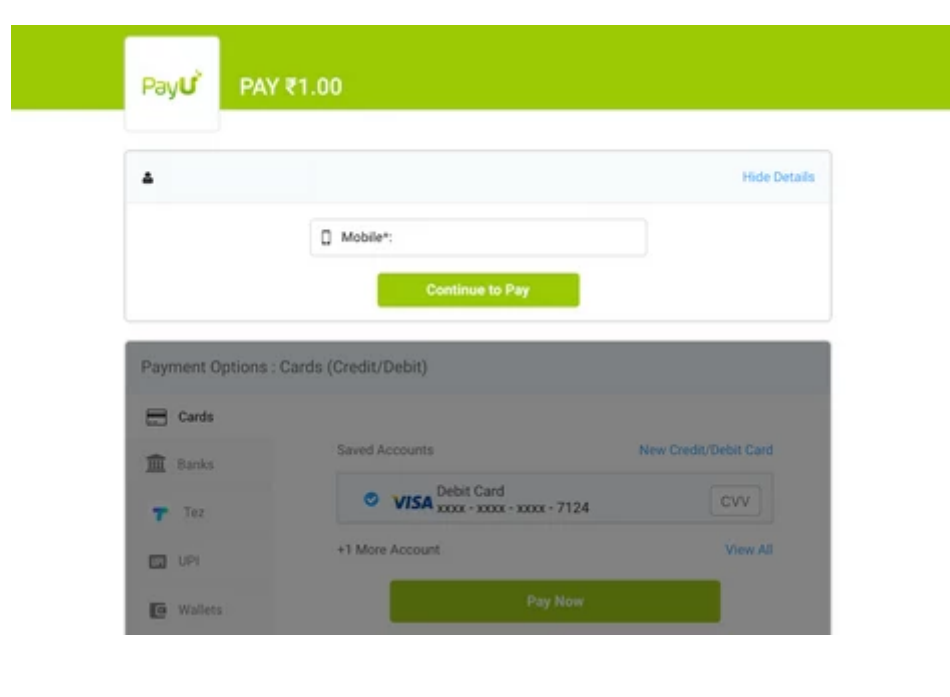 PayU
PAY ₹1.00
Hide Details
Mobile*:
Continue to Pay
Payment Options : Cards (Credit/Debit)
Cards
Saved Accounts
New Credit/Debit Card
Banks
VISA
Debit Card
xxxx - xxxx - xxxx - 7124
CVV
Tez
+1 More Account
View All
UPI
Pay Now
Wallets